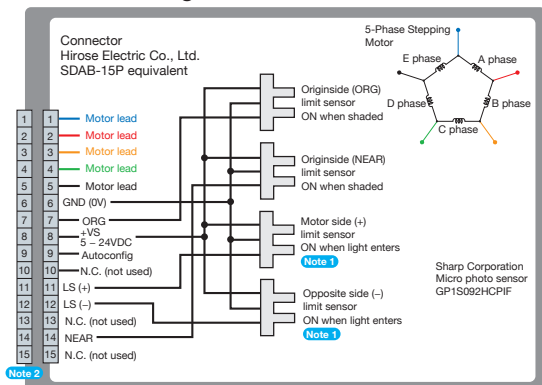 Connector
Hirose Electric Co., Ltd.
SDAB-15P equivalent
5-Phase Stepping
Motor
E phase
A phase
D phase
B phase
C phase
Originside (ORG)
limit sensor
ON when shaded
Originside (NEAR)
limit sensor
ON when shaded
Motor side (+)
limit sensor
ON when light enters
Note 1
Opposite side (–)
limit sensor
ON when light enters
Note 1
Sharp Corporation
Micro photo sensor
GP1S092HCPIF
1 1 Motor lead
2 2 Motor lead
3 3 Motor lead
4 4 Motor lead
5 5 Motor lead
6 6 GND (0V)
7 7 ORG
8 8 +VS
5 – 24VDC
9 9 Autoconfig
10 10 N.C. (not used)
11 11 LS (+)
12 12 LS (–)
13 13 N.C. (not used)
14 14 NEAR
15 15 N.C. (not used)
Note 2